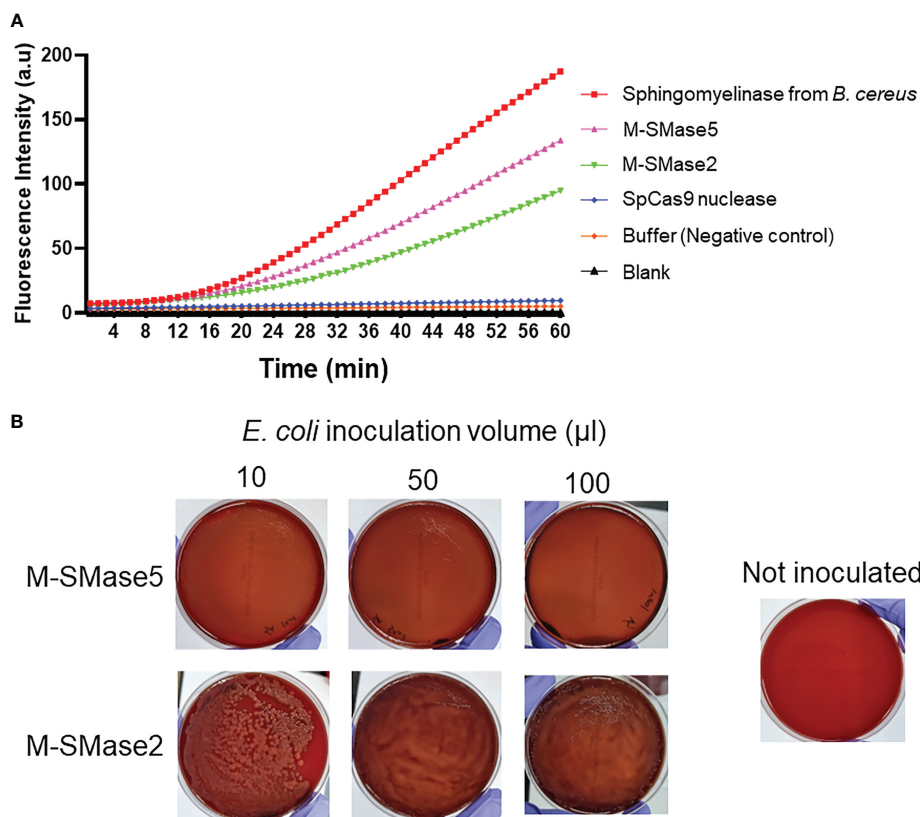 A
Fluorescence Intensity (a.u)
200
150
100
50
0
4 8 12 16 20 24 28 32 36 40 44 48 52 56 60
Time (min)
Sphingomyelinase from B. cereus
M-SMase5
M-SMase2
SpCas9 nuclease
Buffer (Negative control)
Blank
B
E. coli inoculation volume (µl)
10 50 100
M-SMase5
Not inoculated
M-SMase2